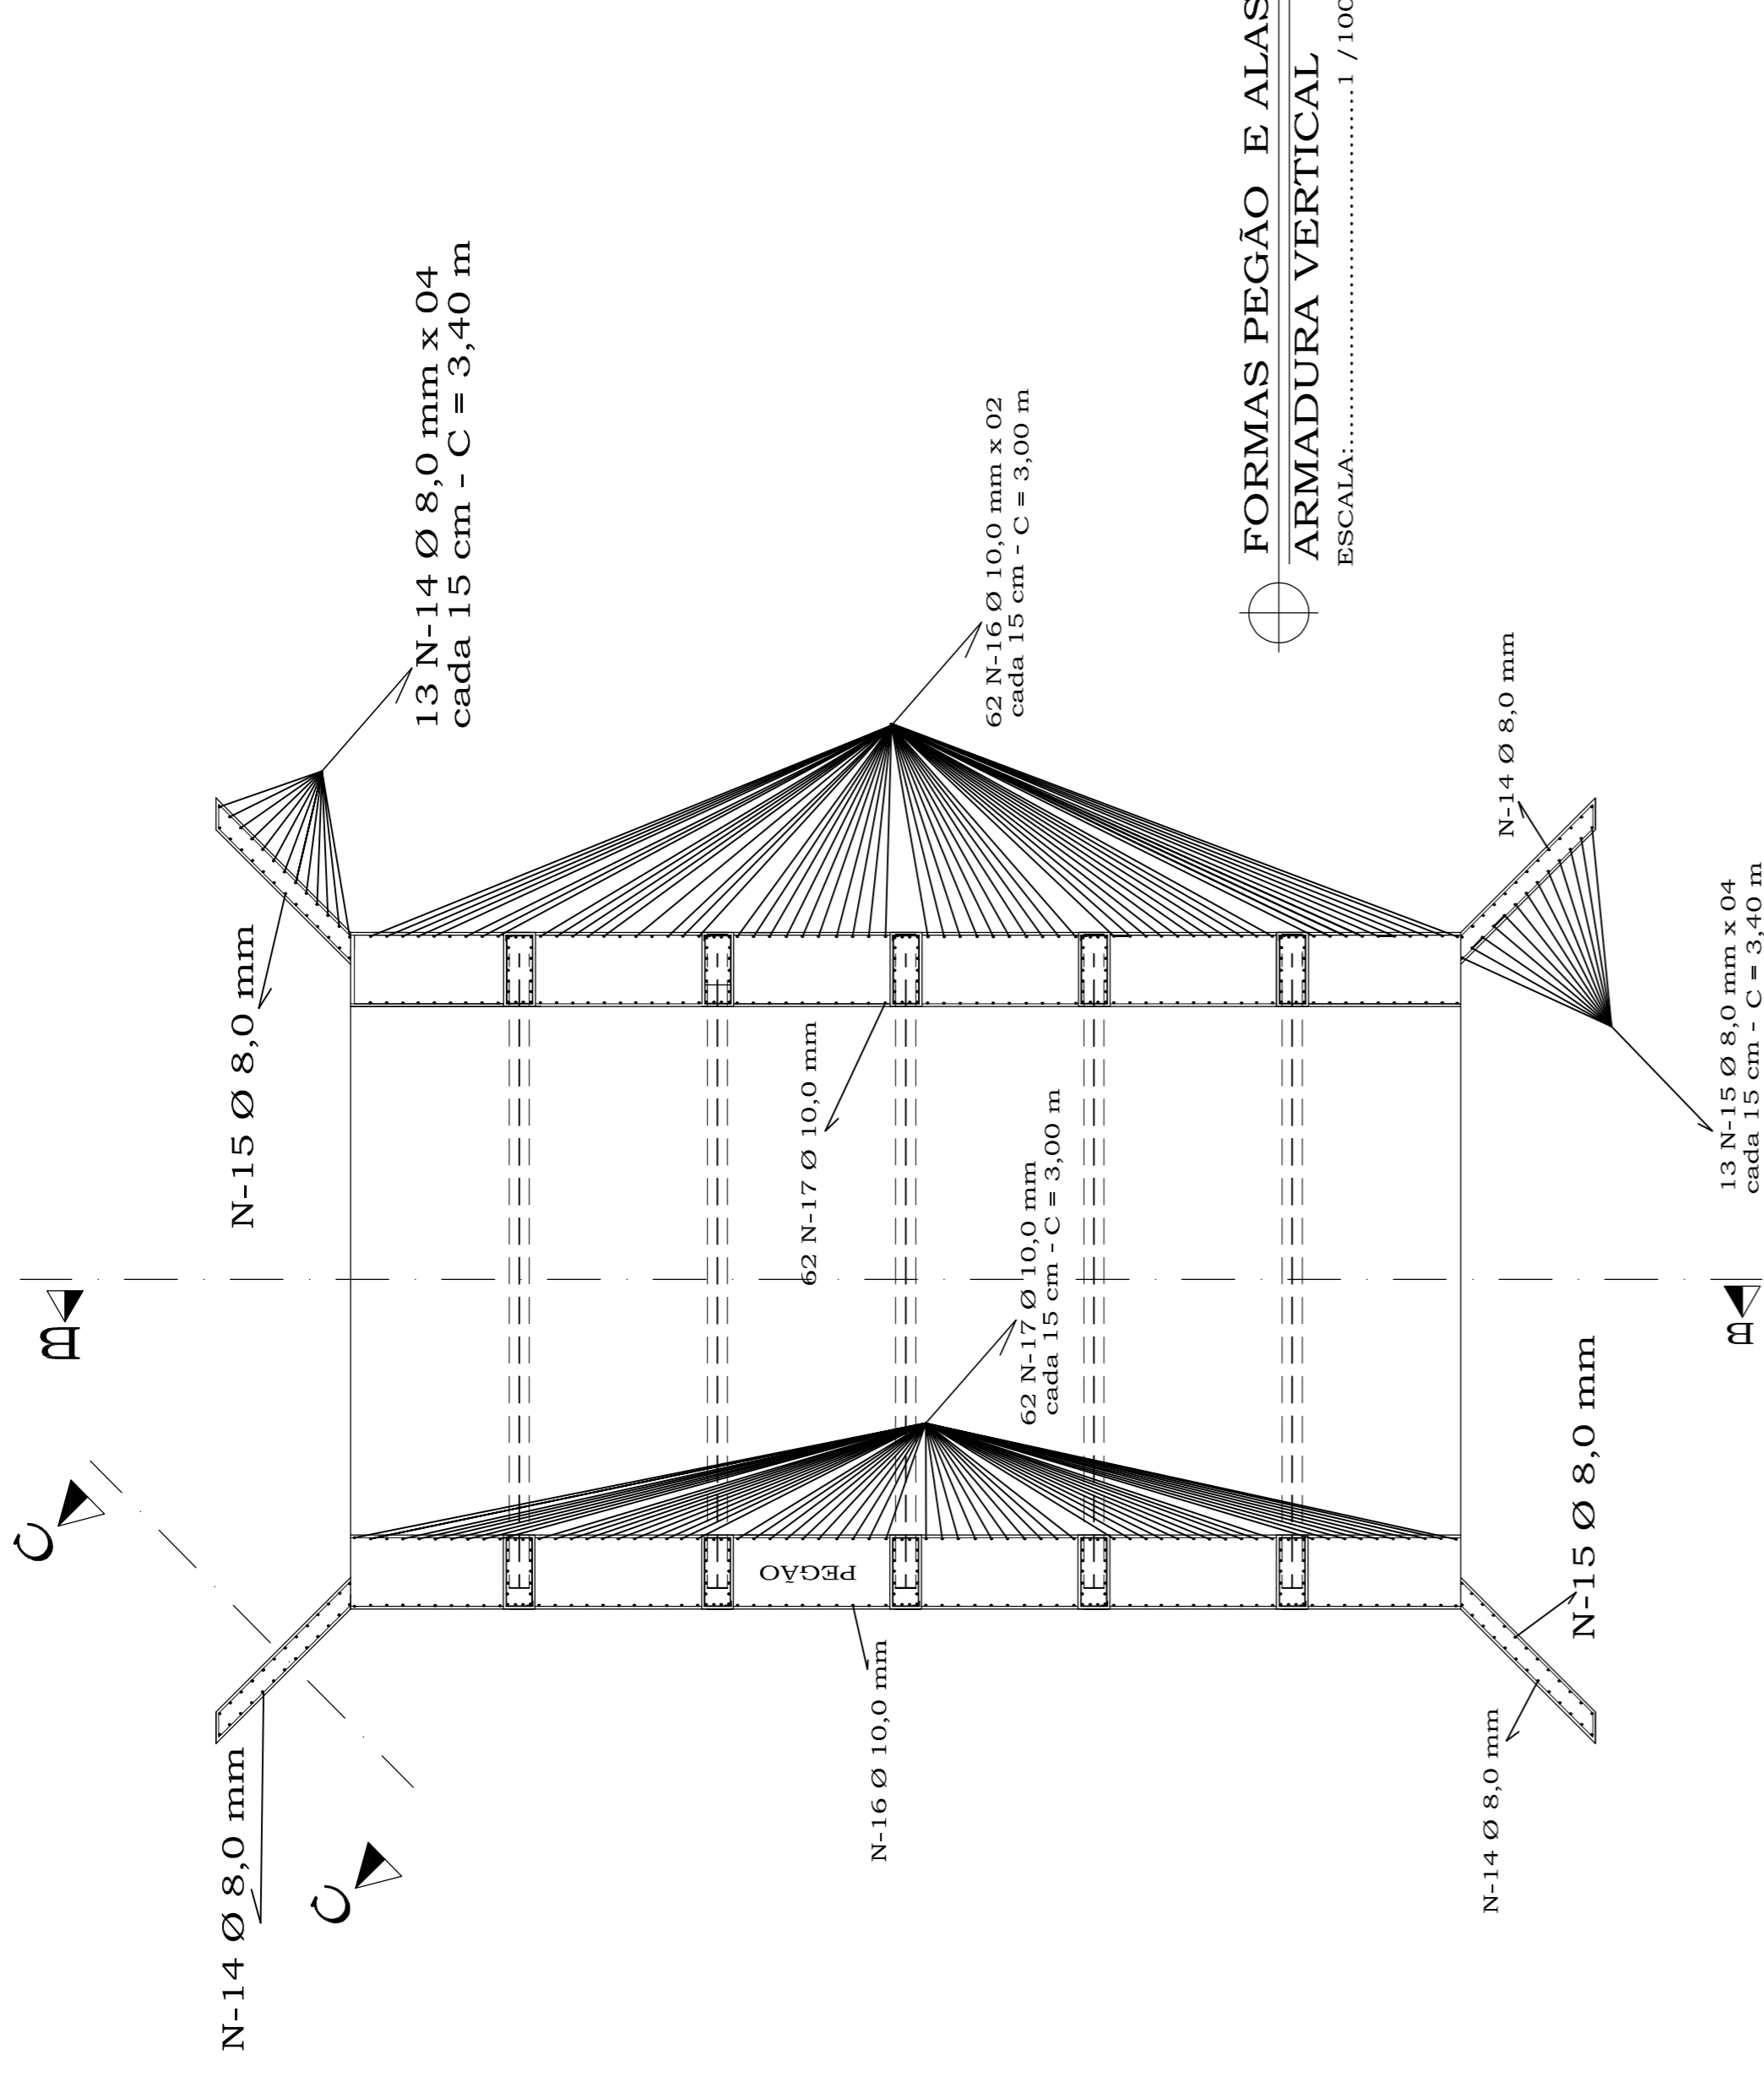 13 N-14 Ø 8,0 mm x 04
cada 15 cm - C = 3,40 m
N-15 Ø 8,0 mm
62 N-16 Ø 10,0 mm x 02
cada 15 cm - C = 3,00 m
FORMAS PEGÃO E ALAS
ARMADURA VERTICAL
ESCALA:..................................................1 /100
N-14 Ø 8,0 mm
13 N-15 Ø 8,0 mm x 04
cada 15 cm - C = 3,40 m
62 N-17 Ø 10,0 mm
62 N-17 Ø 10,0 mm
cada 15 cm - C = 3,00 m
B
B
C
C
PEGÃO
N-14 Ø 8,0 mm
N-16 Ø 10,0 mm
N-15 Ø 8,0 mm
N-14 Ø 8,0 mm